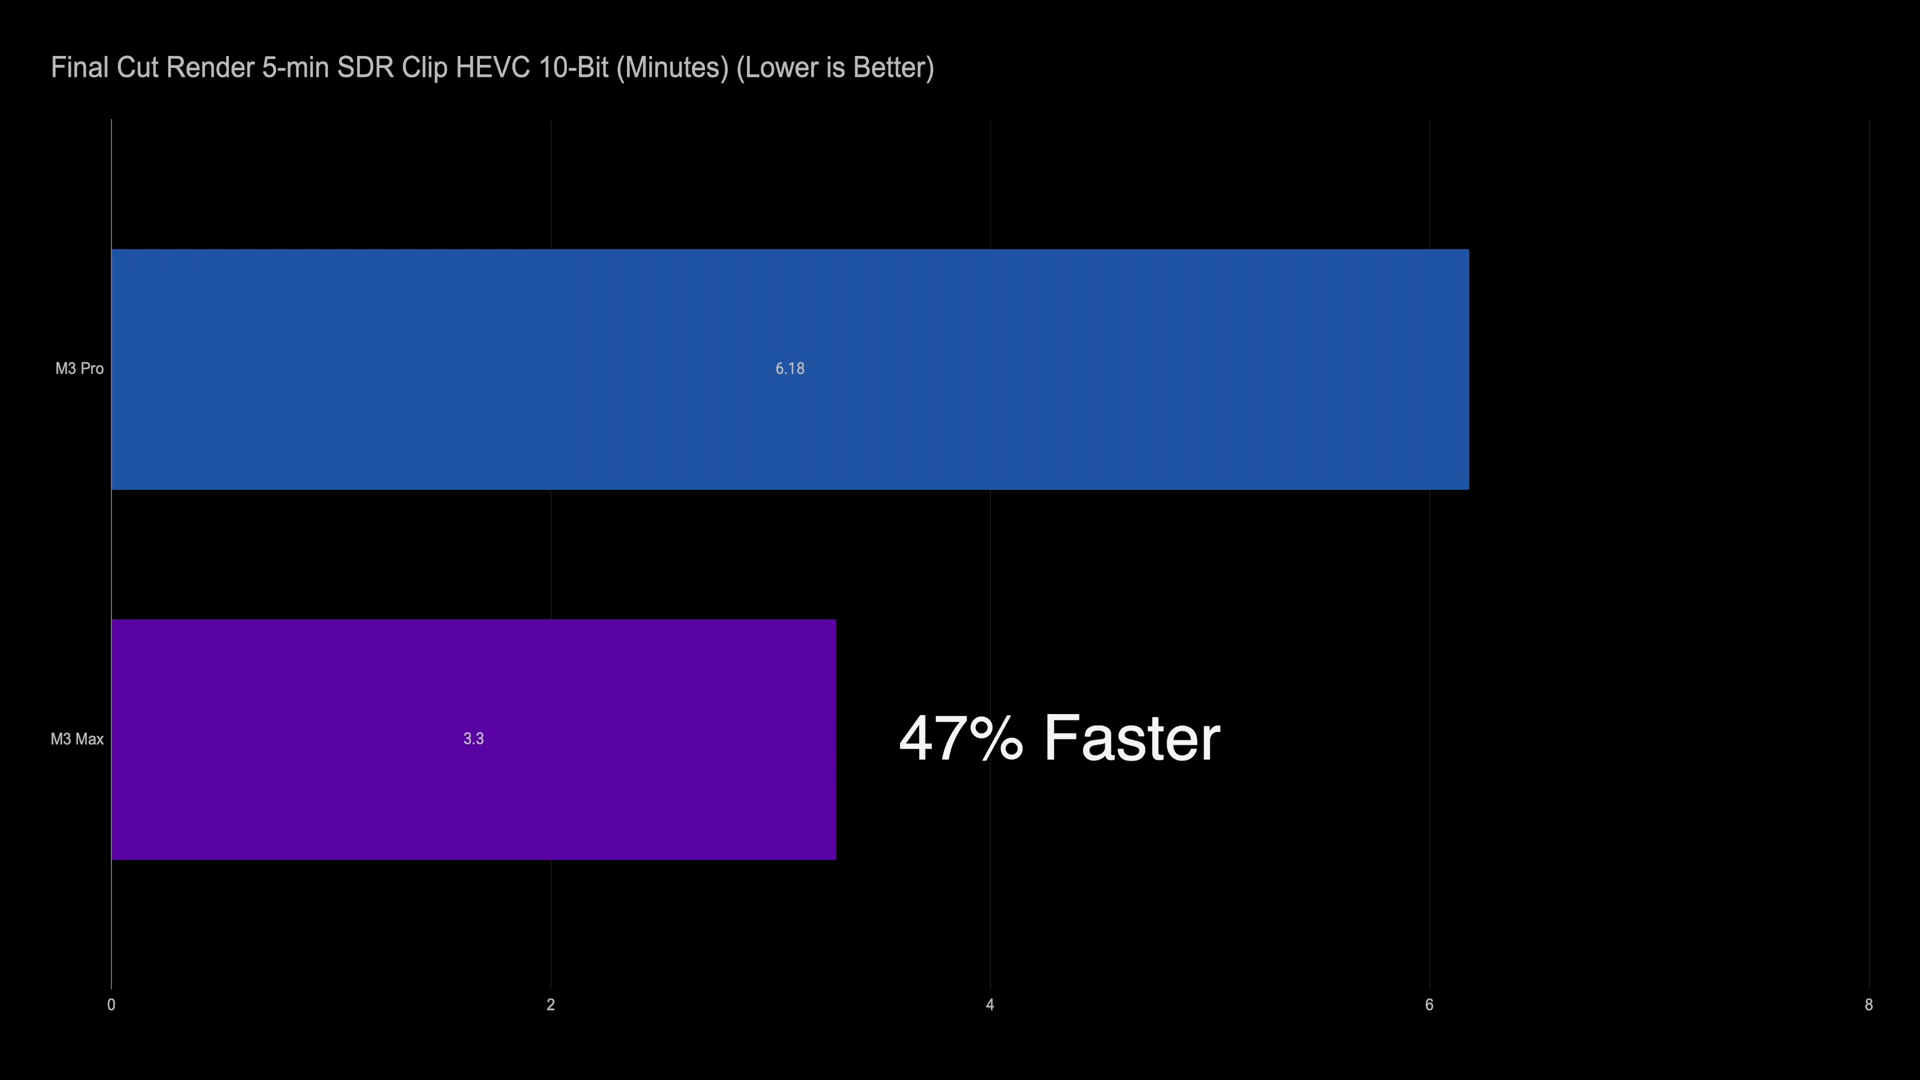 Final Cut Render 5-min SDR Clip HEVC 10-Bit (Minutes) (Lower is Better)
M3 Pro
6.18
M3 Max
3.3
47% Faster
0
2
4
6
8